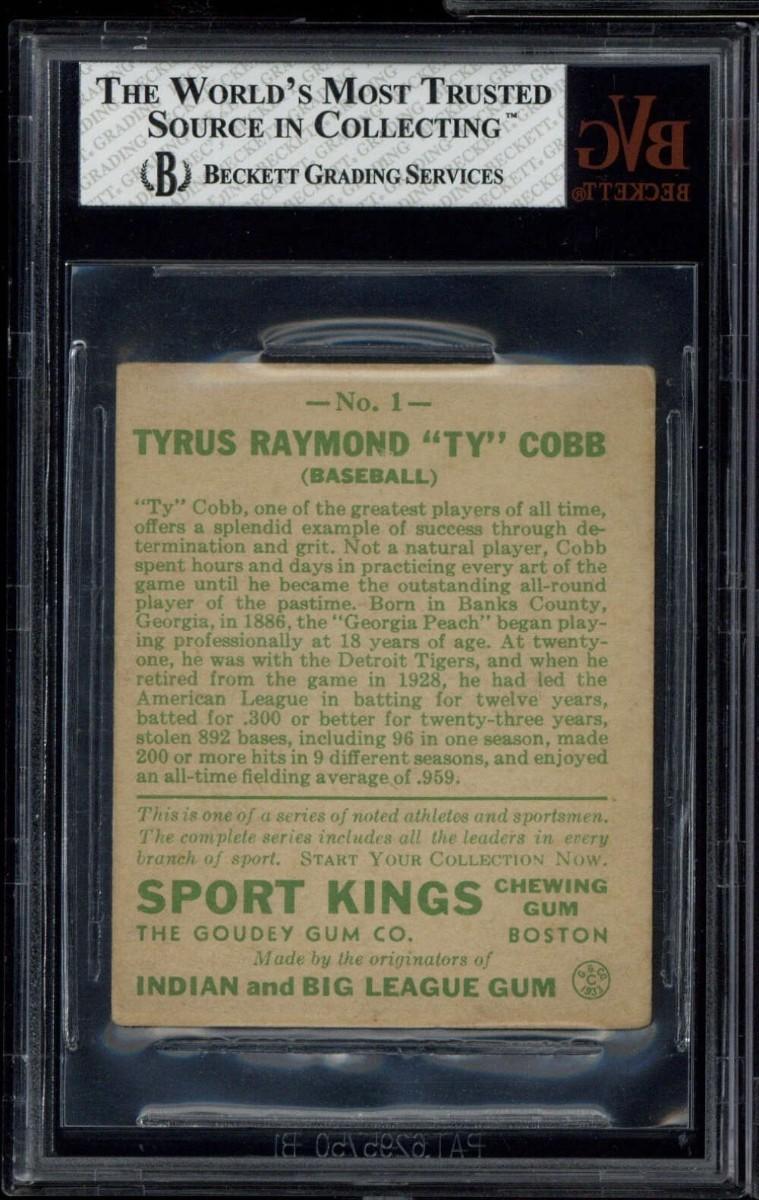 THE WORLD'S MOST TRUSTED
SOURCE IN COLLECTING™
B BECKETT GRADING SERVICES
BVG
BECKETT®
—No. 1—
TYRUS RAYMOND "TY" COBB
(BASEBALL)
"Ty" Cobb, one of the greatest players of all time,
offers a splendid example of success through de-
termination and grit. Not a natural player, Cobb
spent hours and days in practicing every art of the
game until he became the outstanding all-round
player of the pastime. Born in Banks County,
Georgia, in 1886, the "Georgia Peach" began play-
ing professionally at 18 years of age. At twenty-
one, he was with the Detroit Tigers, and when he
retired from the game in 1928, he had led the
American League in batting for twelve years,
batted for .300 or better for twenty-three years,
stolen 892 bases, including 96 in one season, made
200 or more hits in 9 different seasons, and enjoyed
an all-time fielding average of .959.
This is one of a series of noted athletes and sportsmen.
The complete series includes all the leaders in every
branch of sport. START YOUR COLLECTION NOW.
SPORT KINGS CHEWING GUM
THE GOUDEY GUM CO. BOSTON
Made by the originators of
INDIAN and BIG LEAGUE GUM
G. G. CO.
C
1933